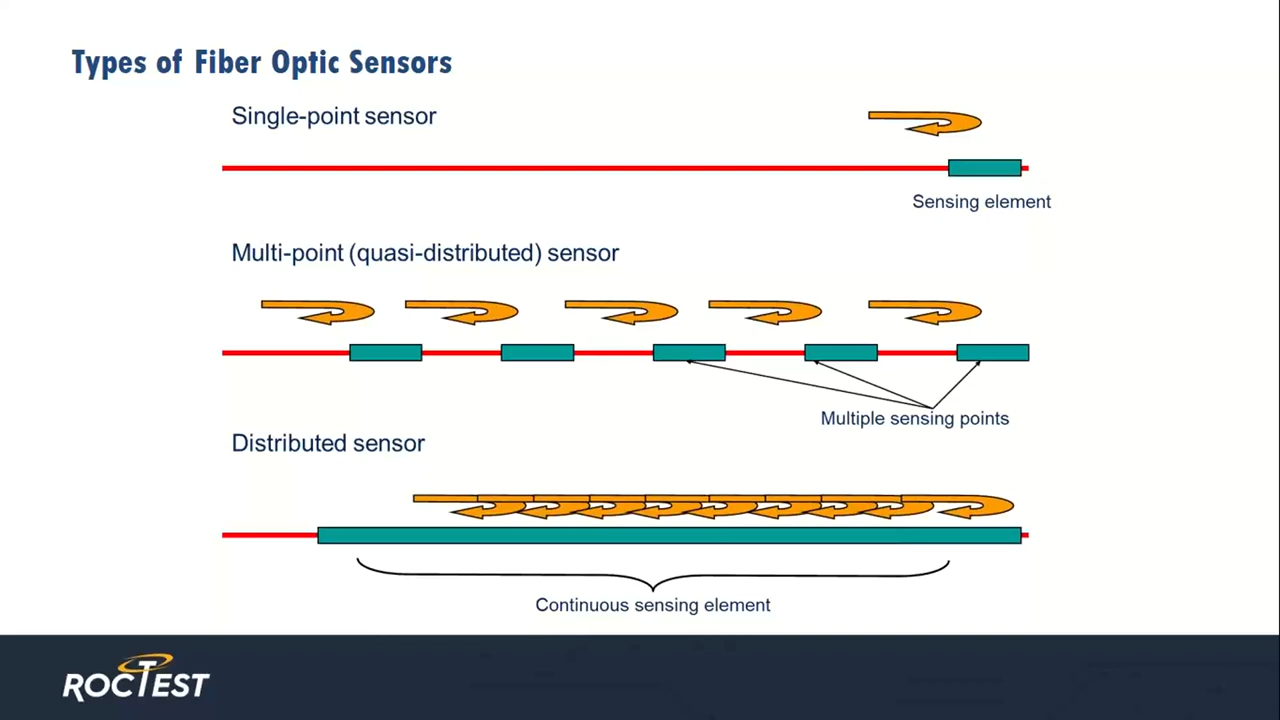 Types of Fiber Optic Sensors
Single-point sensor
Sensing element
Multi-point (quasi-distributed) sensor
Multiple sensing points
Distributed sensor
Continuous sensing element
ROCTEST